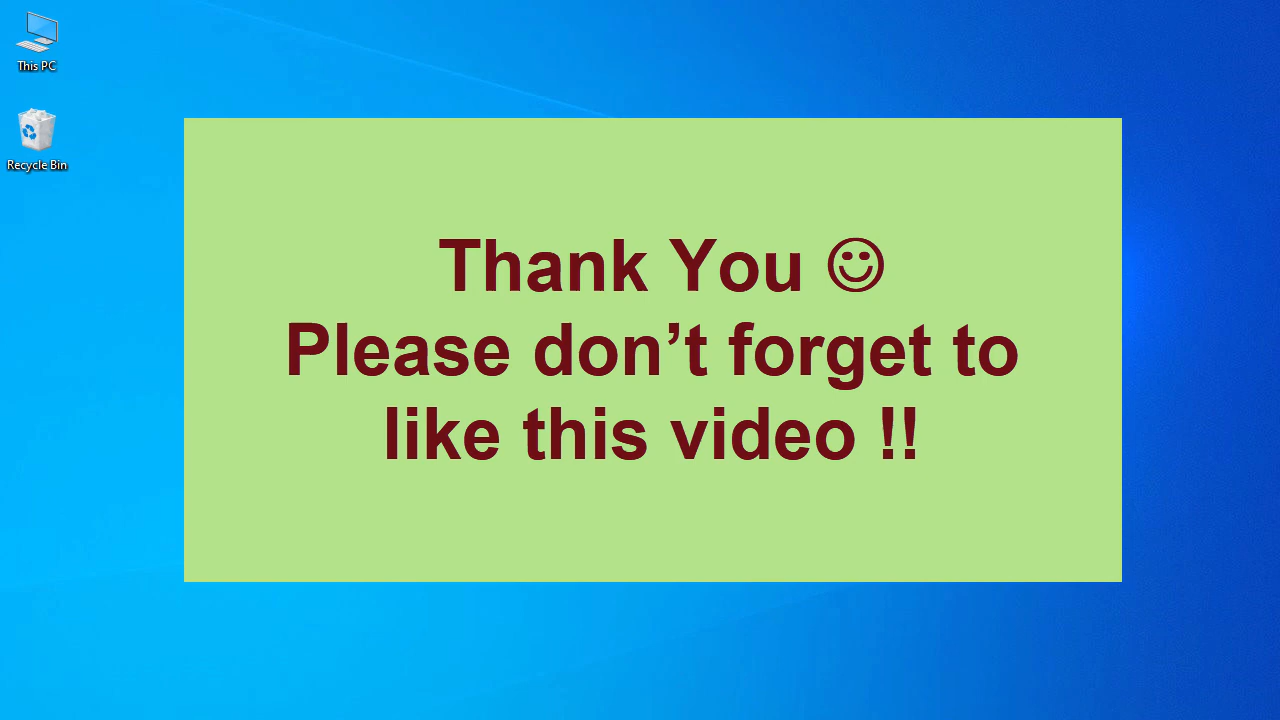 This PC
Recycle Bin
Thank You ☺
Please don’t forget to
like this video !!